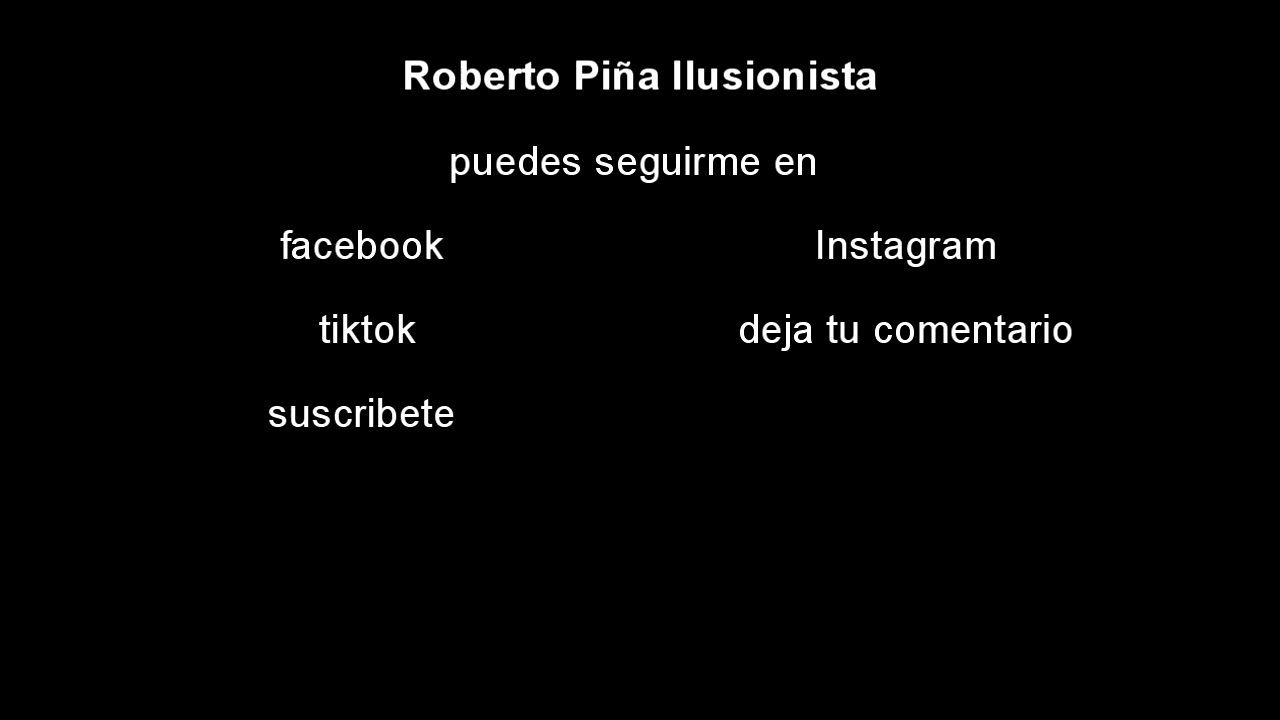 Roberto Piña Ilusionista
puedes seguirme en
facebook Instagram
tiktok deja tu comentario
suscribete